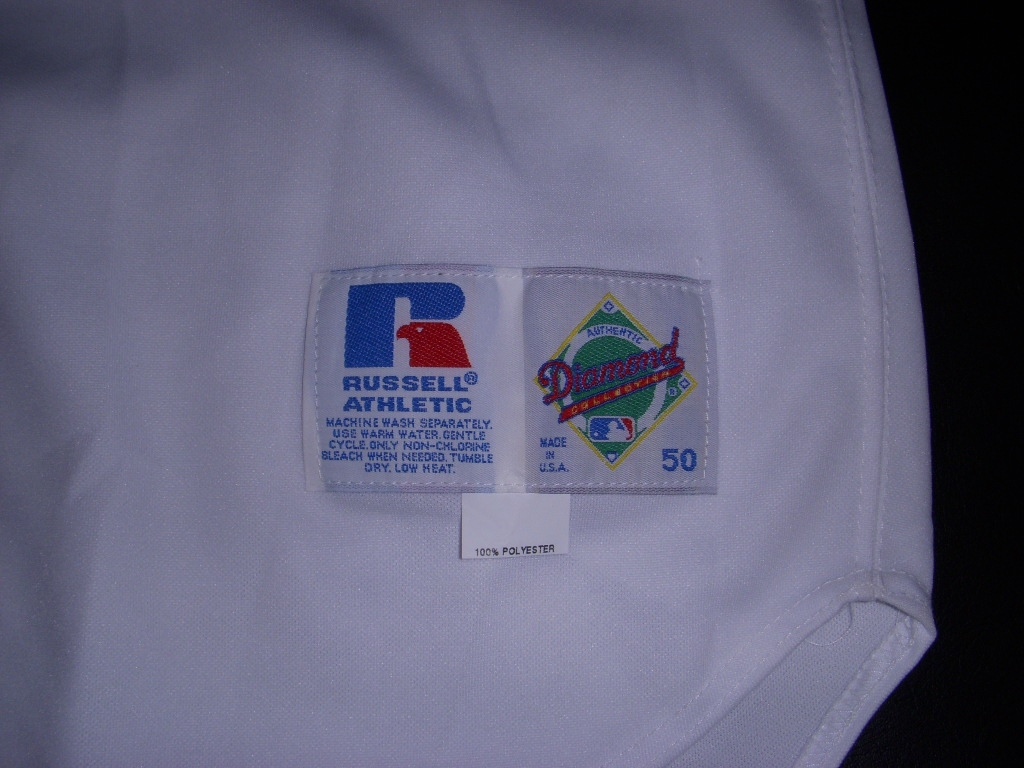 RUSSELL®
ATHLETIC
MACHINE WASH SEPARATELY.
USE WARM WATER. GENTLE
CYCLE. ONLY NON-CHLORINE
BLEACH WHEN NEEDED. TUMBLE
DRY. LOW HEAT.
AUTHENTIC
Diamond
COLLECTION
MADE
IN
U.S.A.
50
100% POLYESTER